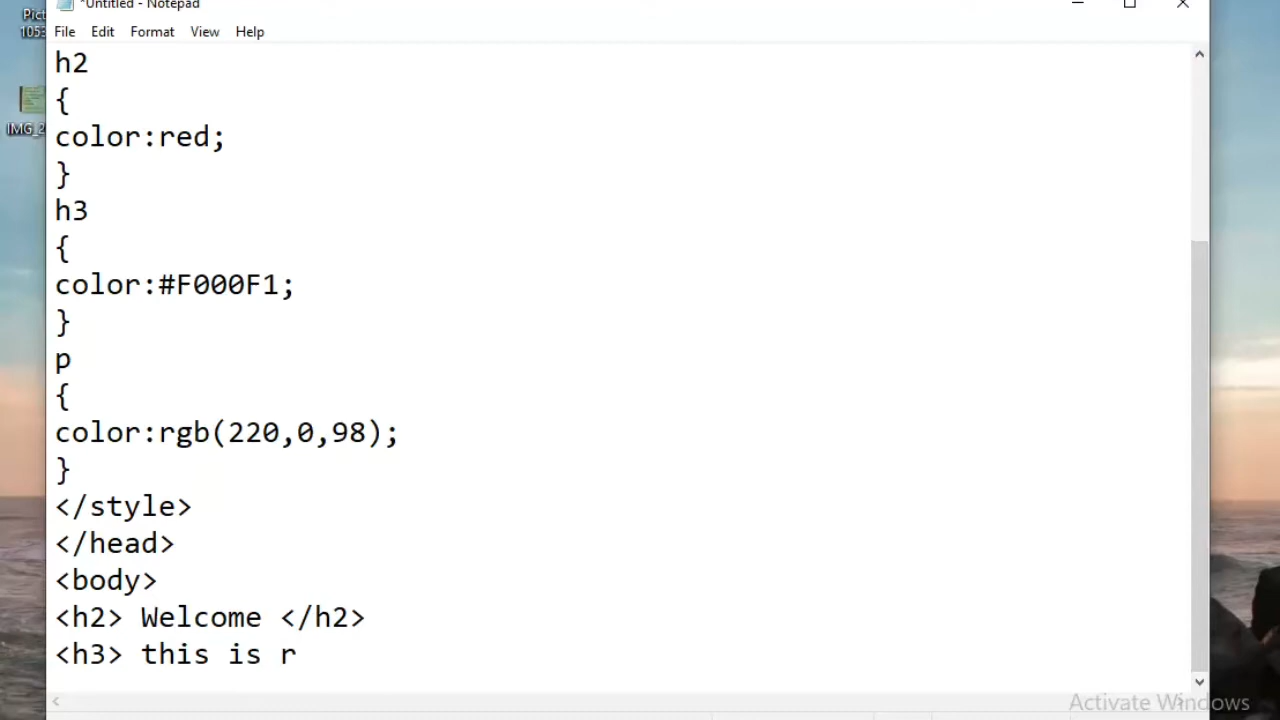 *Untitled - Notepad
File Edit Format View Help
h2
{
color:red;
}
h3
{
color:#F000F1;
}
p
{
color:rgb(220,0,98);
}
</style>
</head>
<body>
<h2> Welcome </h2>
<h3> this is r
Activate Windows